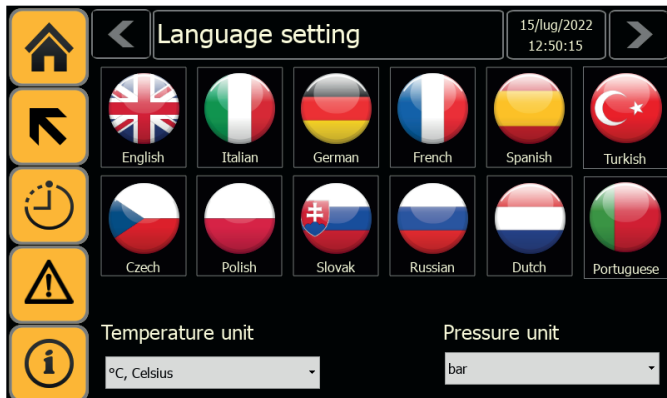 Language setting
15/lug/2022
12:50:15
English
Italian
German
French
Spanish
Turkish
Czech
Polish
Slovak
Russian
Dutch
Portuguese
Temperature unit
Pressure unit
°C, Celsius
bar